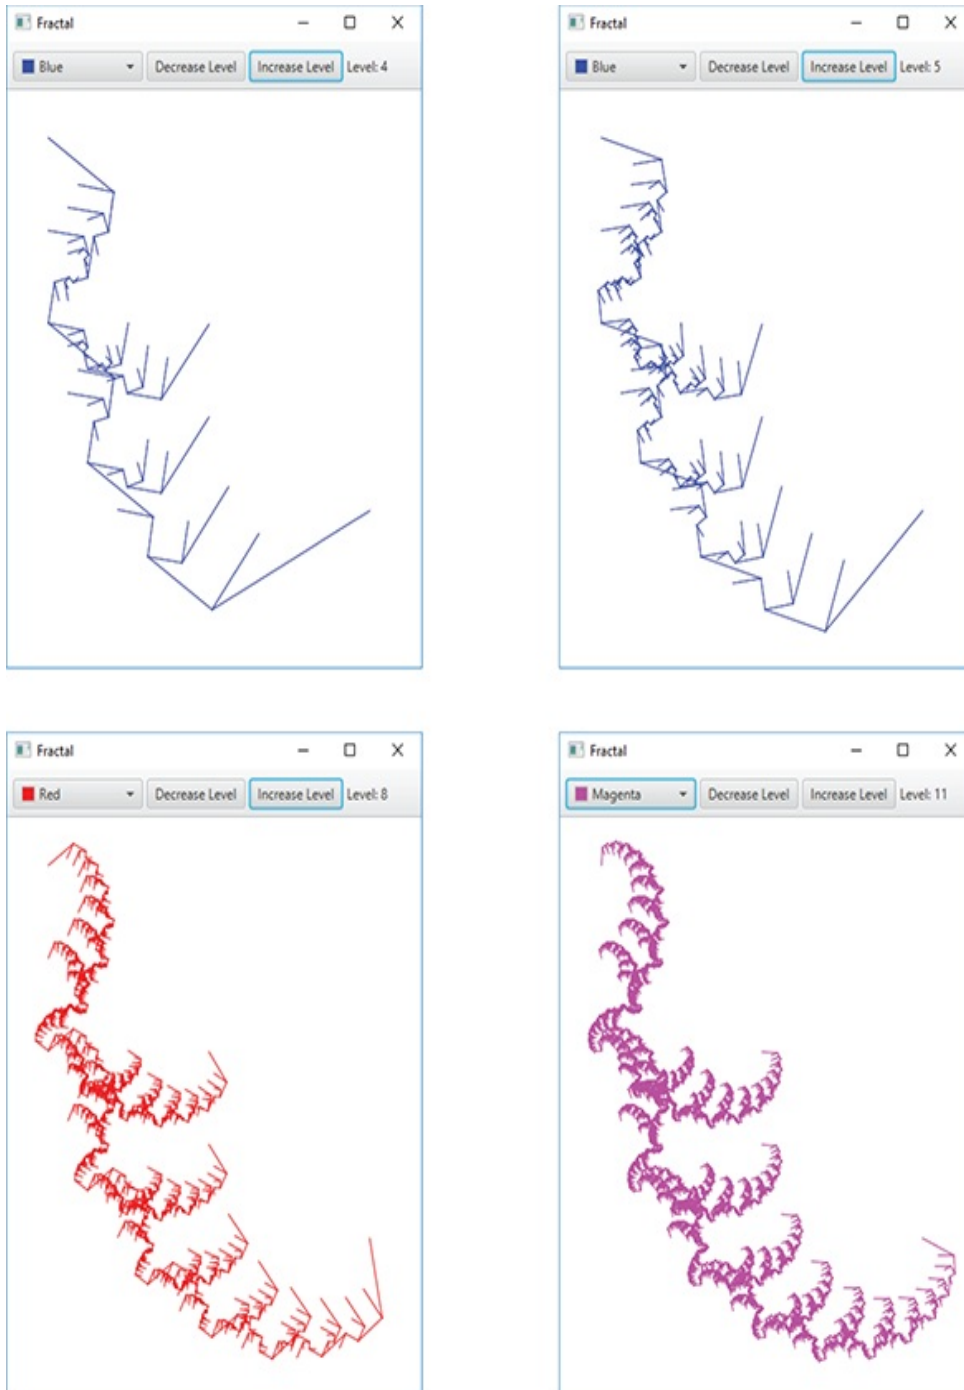 Fractal
Blue Decrease Level Increase Level Level: 4
Fractal
Blue Decrease Level Increase Level Level: 5
Fractal
Red Decrease Level Increase Level Level: 8
Fractal
Magenta Decrease Level Increase Level Level: 11